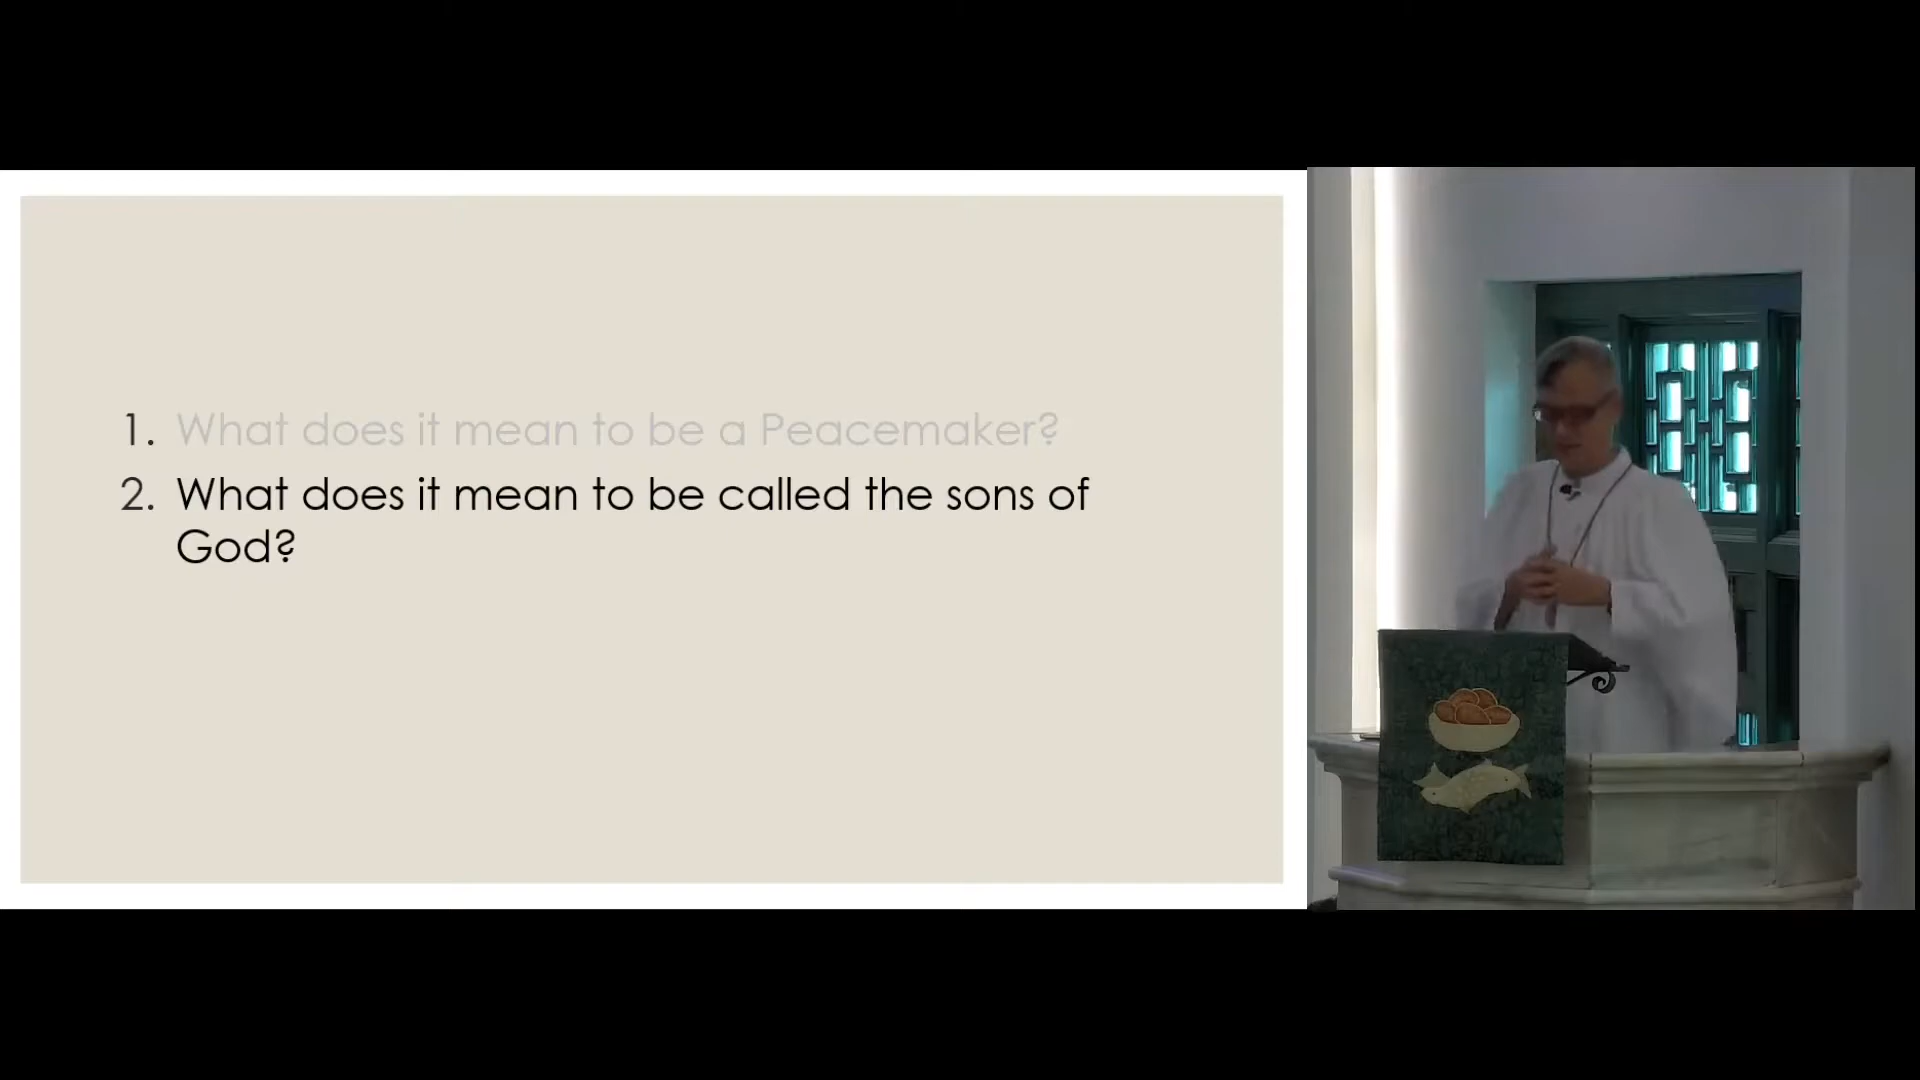 1. What does it mean to be a Peacemaker?
2. What does it mean to be called the sons of
God?